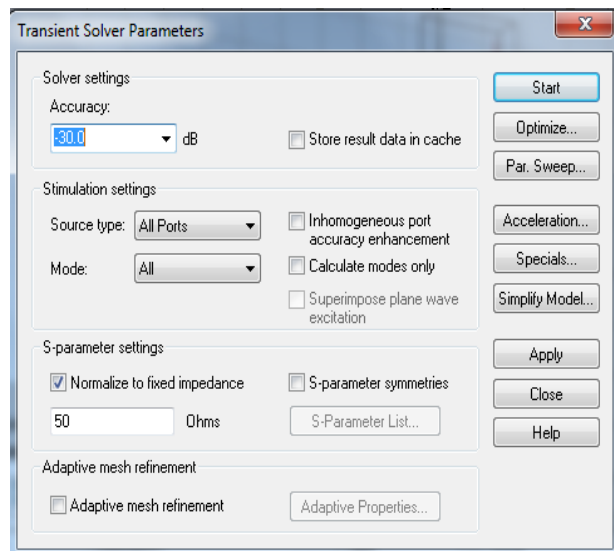 Transient Solver Parameters
Solver settings
Accuracy:
-30.0
dB
Store result data in cache
Stimulation settings
Source type:
All Ports
Inhomogeneous port
accuracy enhancement
Mode:
All
Calculate modes only
Superimpose plane wave
excitation
S-parameter settings
Normalize to fixed impedance
S-parameter symmetries
50
Ohms
S-Parameter List...
Adaptive mesh refinement
Adaptive mesh refinement
Adaptive Properties...
Start
Optimize...
Par. Sweep...
Acceleration...
Specials...
Simplify Model...
Apply
Close
Help